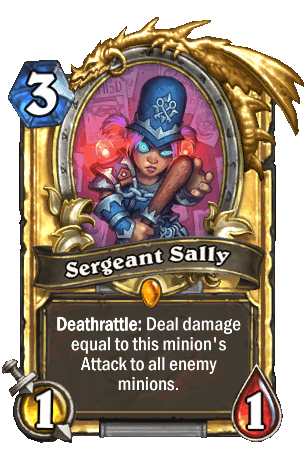 3
Sergeant Sally
Deathrattle: Deal damage
equal to this minion's
Attack to all enemy
minions.
1
1